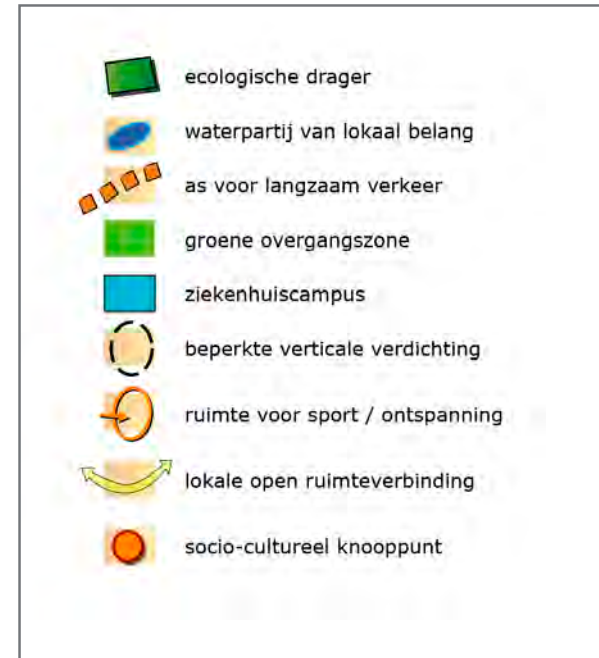 ecologische drager
waterpartij van lokaal belang
as voor langzaam verkeer
groene overgangszone
ziekenhuiscampus
beperkte verticale verdichting
ruimte voor sport / ontspanning
lokale open ruimteverbinding
socio-cultureel knooppunt